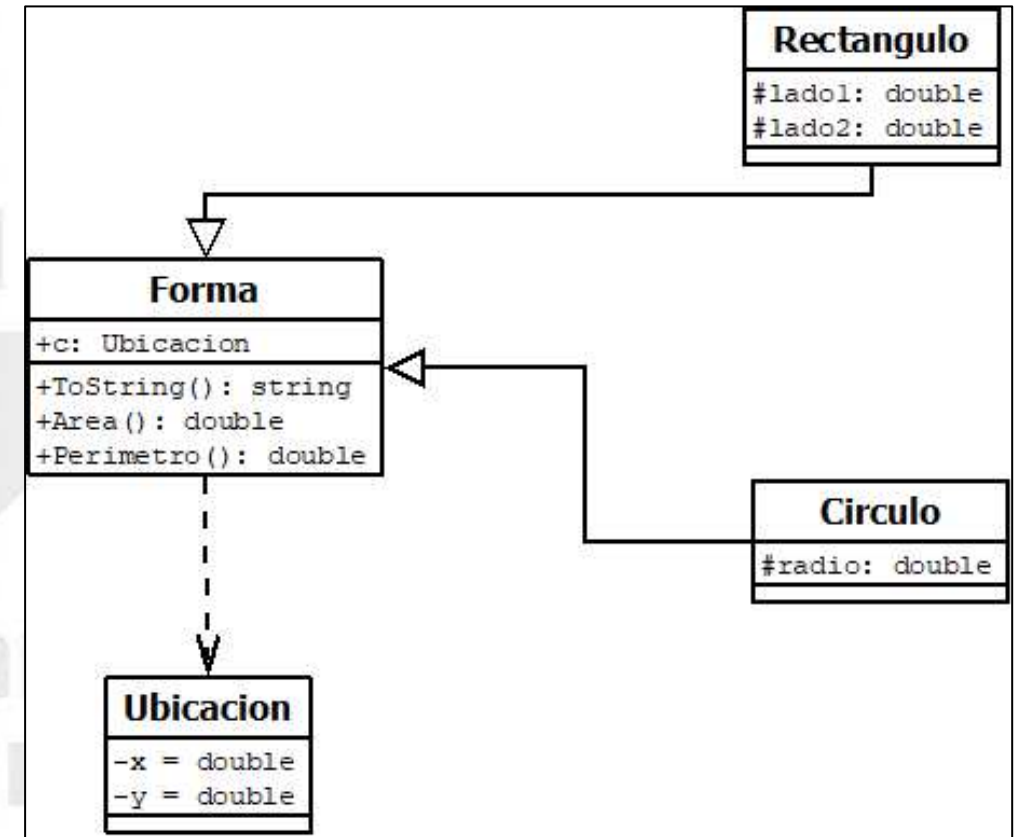 Rectangulo
#lado1: double
#lado2: double
Forma
+c: Ubicacion
+ToString(): string
+Area(): double
+Perimetro(): double
Circulo
#radio: double
Ubicacion
-x = double
-y = double